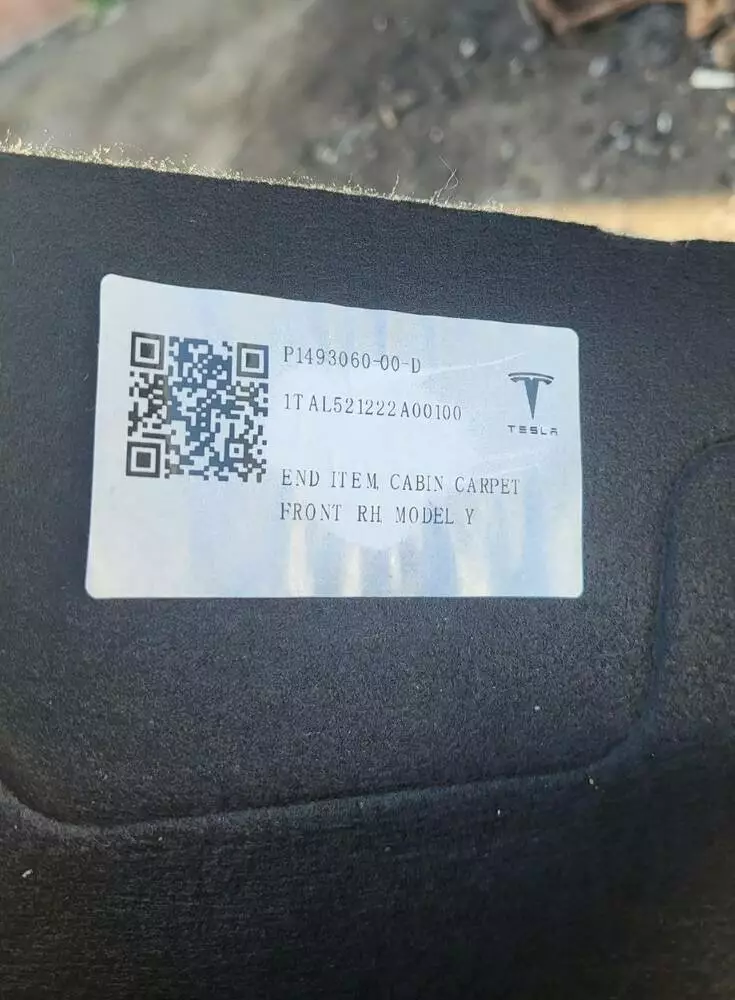 P1493060-00-D
1TAL521222A00100
TESLA
END ITEM, CABIN CARPET
FRONT RH, MODEL Y